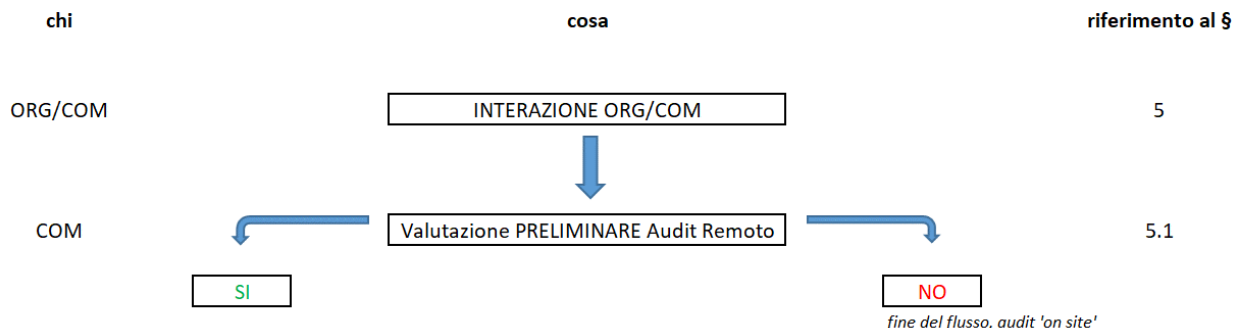 chi cosa riferimento al §
ORG/COM INTERAZIONE ORG/COM 5
COM Valutazione PRELIMINARE Audit Remoto 5.1
SI NO
fine del flusso, audit 'on site'